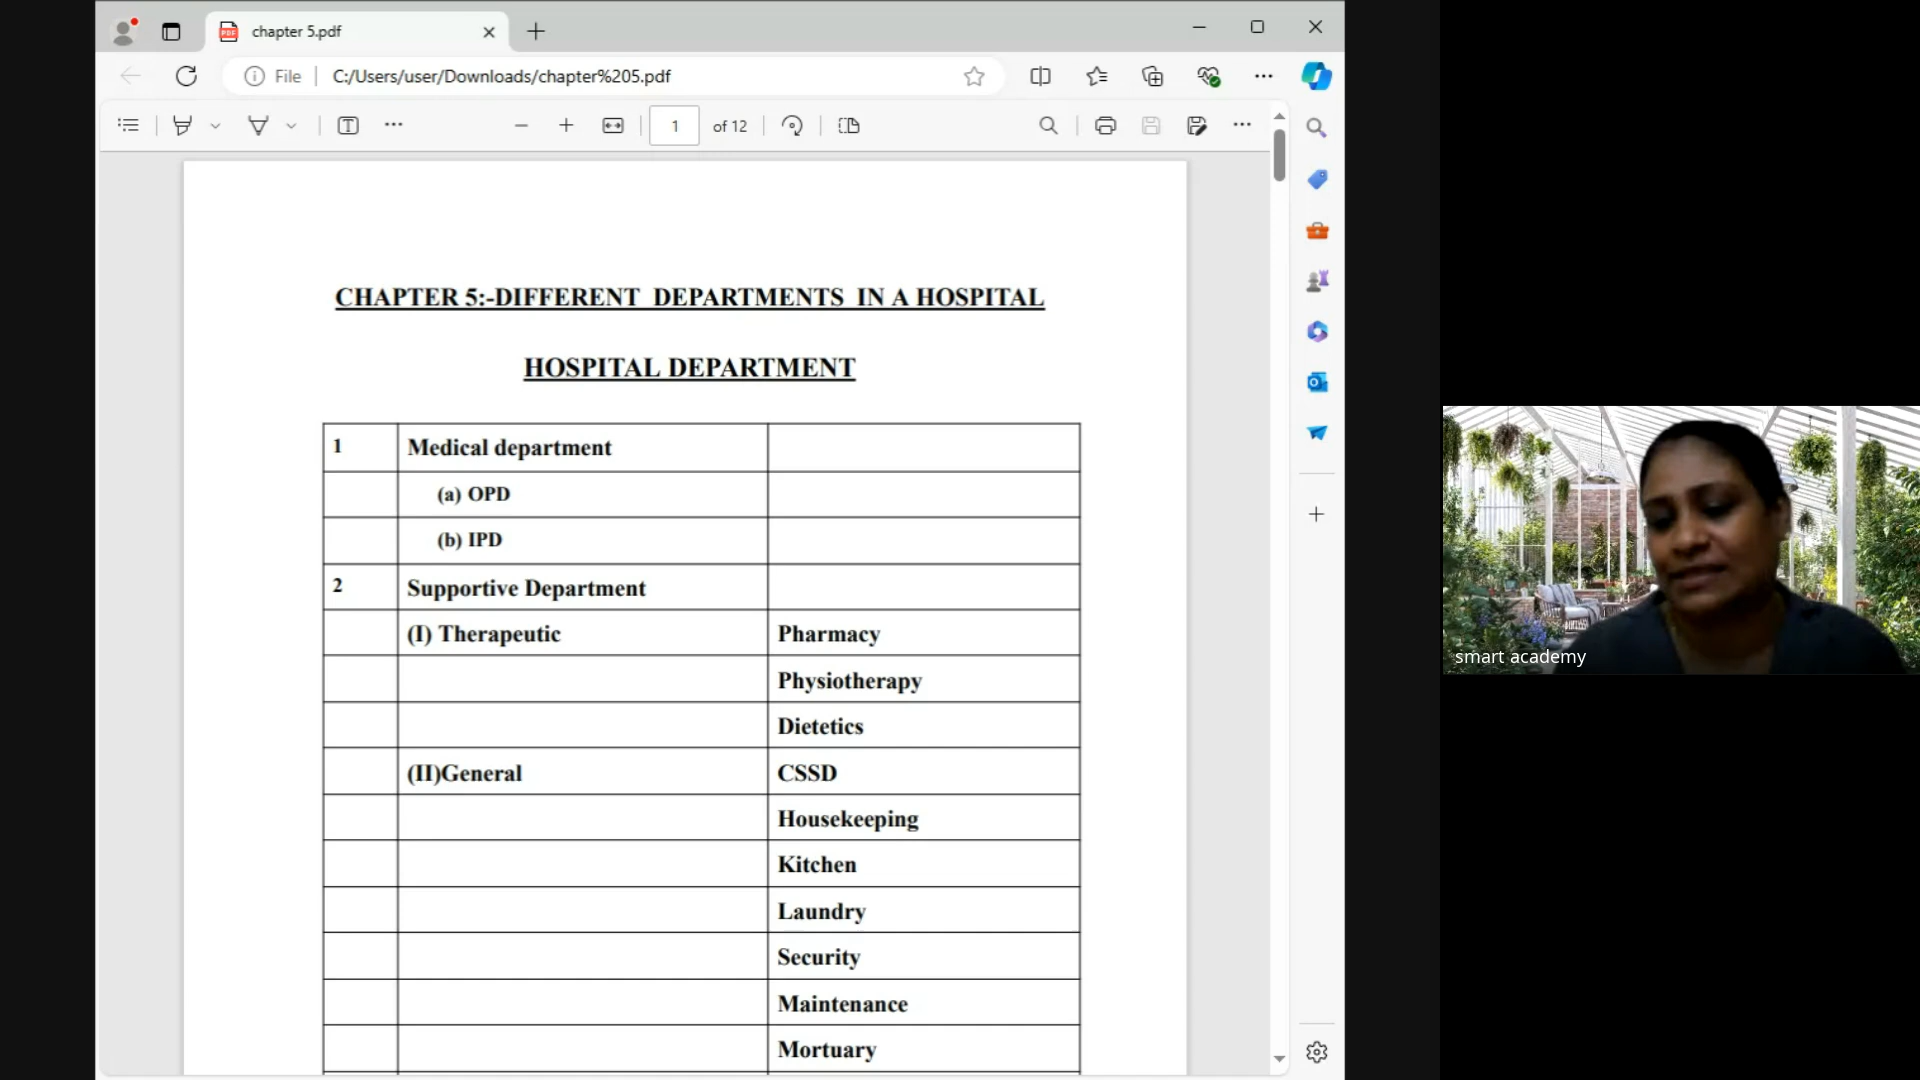 chapter 5.pdf
File
C:/Users/user/Downloads/chapter%205.pdf
1 of 12
CHAPTER 5:-DIFFERENT DEPARTMENTS IN A HOSPITAL
HOSPITAL DEPARTMENT
1 Medical department
(a) OPD
(b) IPD
2 Supportive Department
(I) Therapeutic Pharmacy
Physiotherapy
Dietetics
(II)General CSSD
Housekeeping
Kitchen
Laundry
Security
Maintenance
Mortuary
smart academy